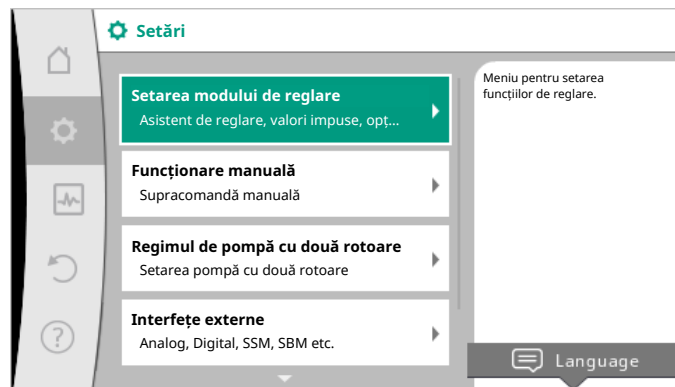 Setări
Setarea modului de reglare
Asistent de reglare, valori impuse, opț...
Funcționare manuală
Supracomandă manuală
Regimul de pompă cu două rotoare
Setarea pompă cu două rotoare
Interfețe externe
Analog, Digital, SSM, SBM etc.
Meniu pentru setarea
funcțiilor de reglare.
Language